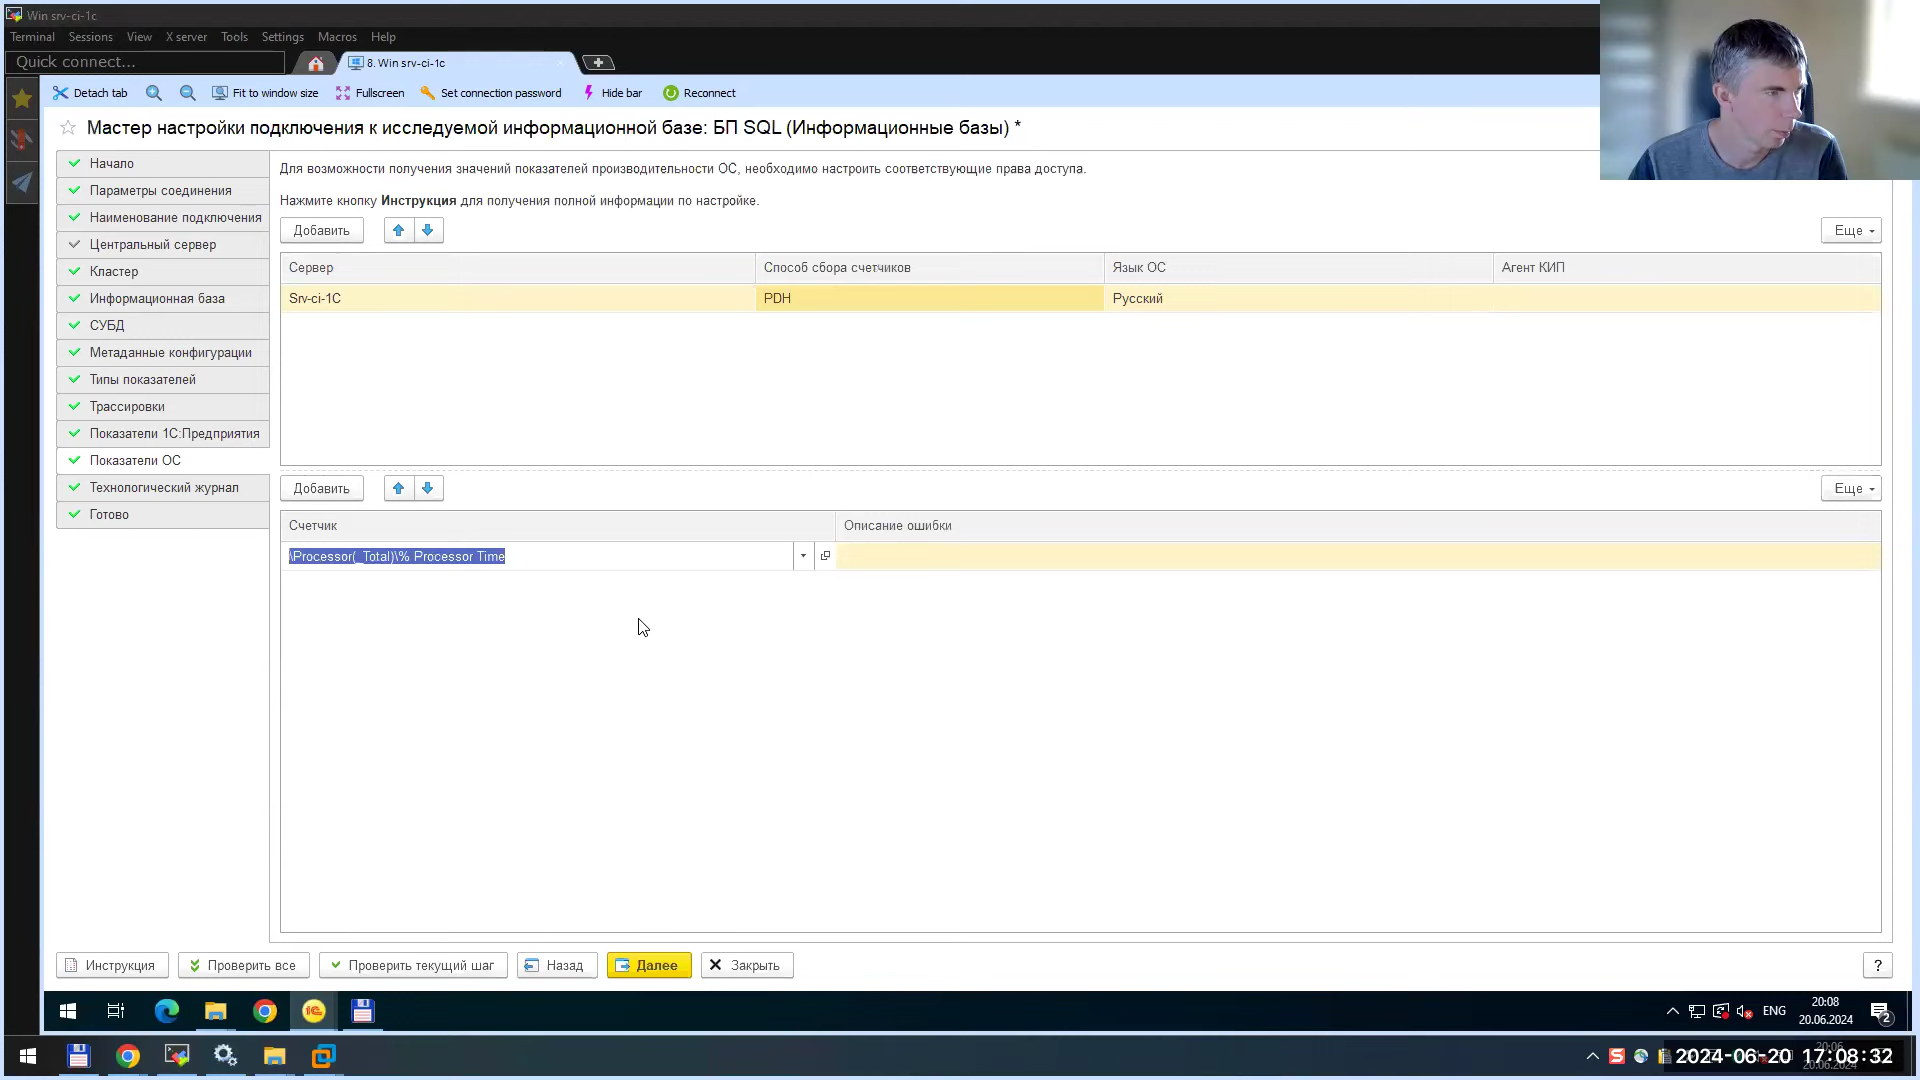 Win srv-ci-1c
Terminal Sessions View X server Tools Settings Macros Help
Quick connect...
8. Win srv-ci-1c
Detach tab Fit to window size Fullscreen Set connection password Hide bar Reconnect
Мастер настройки подключения к исследуемой информационной базе: БП SQL (Информационные базы) *
Начало
Параметры соединения
Наименование подключения
Центральный сервер
Кластер
Информационная база
СУБД
Метаданные конфигурации
Типы показателей
Трассировки
Показатели 1С:Предприятия
Показатели ОС
Технологический журнал
Готово
Для возможности получения значений показателей производительности ОС, необходимо настроить соответствующие права доступа.
Нажмите кнопку Инструкция для получения полной информации по настройке.
Добавить Еще
Сервер Способ сбора счетчиков Язык ОС Агент КИП
Srv-ci-1C PDH Русский
Добавить Еще
Счетчик Описание ошибки
\Processor(_Total)\% Processor Time
Инструкция Проверить все Проверить текущий шаг Назад Далее Закрыть ?
ENG
20:08
20.06.2024
2
2024-06-20 17:08:32